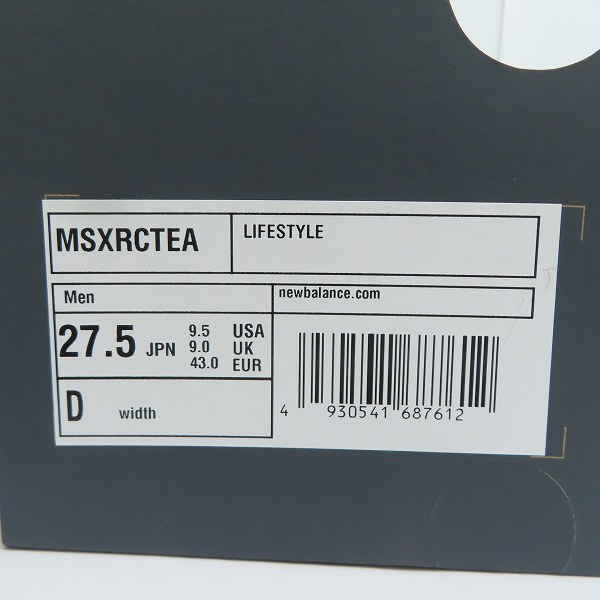 MSXRCTEA
LIFESTYLE
Men
newbalance.com
27.5 JPN
9.5 USA
9.0 UK
43.0 EUR
D width
4 930541 687612